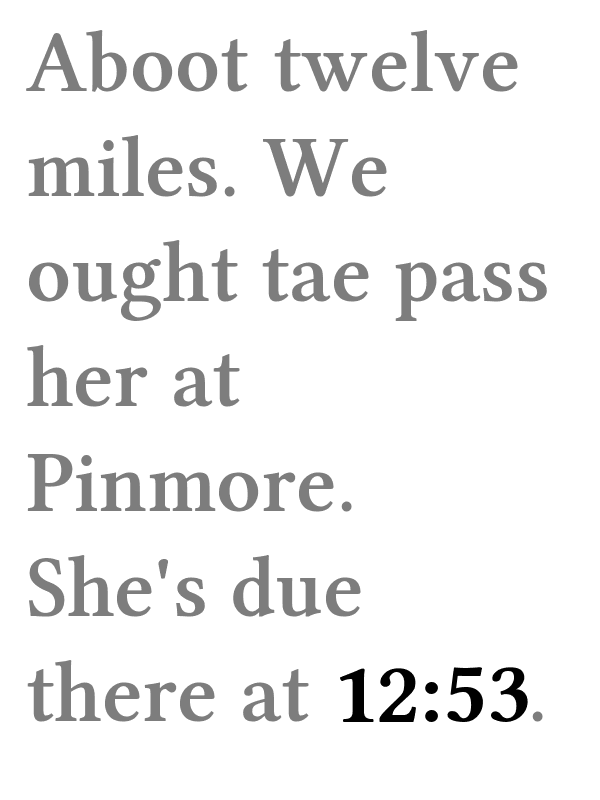 Aboot twelve
miles. We
ought tae pass
her at
Pinmore.
She's due
there at 12:53.